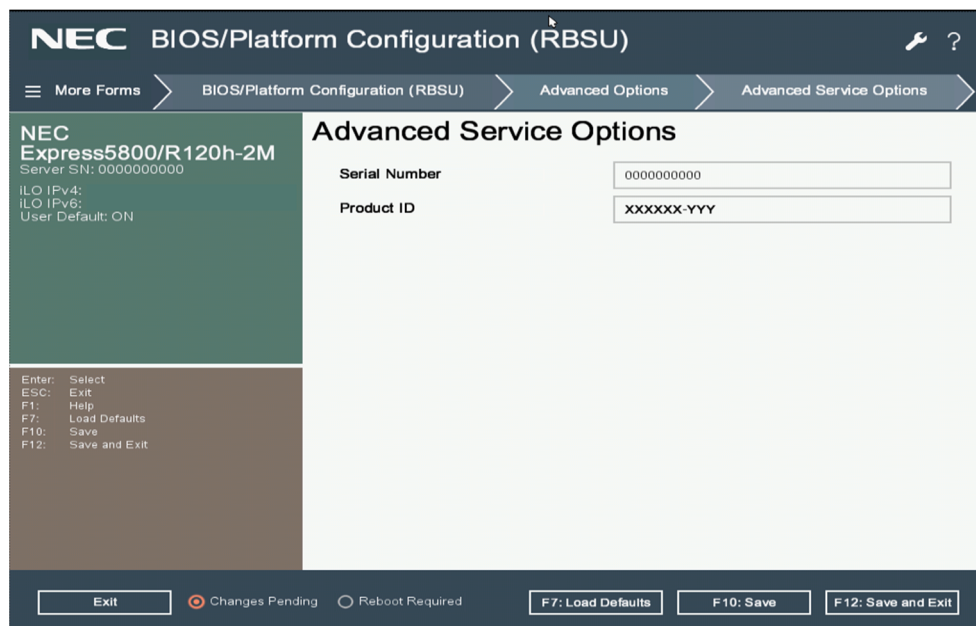 NEC BIOS/Platform Configuration (RBSU) ?
More Forms BIOS/Platform Configuration (RBSU) Advanced Options Advanced Service Options
NEC
Express5800/R120h-2M
Server SN: 0000000000
iLO IPv4:
iLO IPv6:
User Default: ON
Advanced Service Options
Serial Number 0000000000
Product ID XXXXXX-YYY
Enter: Select
ESC: Exit
F1: Help
F7: Load Defaults
F10: Save
F12: Save and Exit
Exit Changes Pending Reboot Required F7: Load Defaults F10: Save F12: Save and Exit